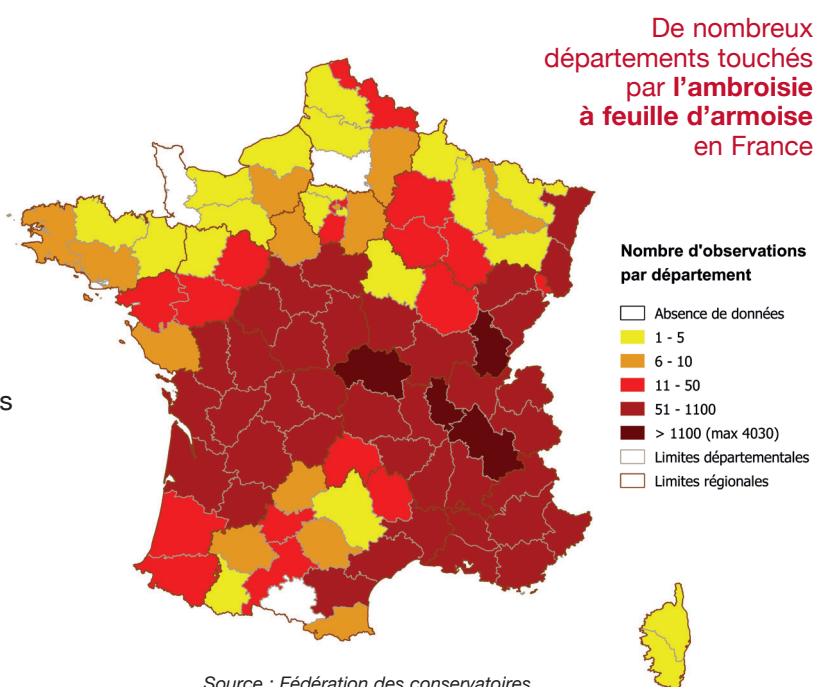 De nombreux
départements touchés
par l'ambroisie
à feuille d'armoise
en France
Nombre d'observations
par département
Absence de données
1 - 5
6 - 10
11 - 50
51 - 1100
> 1100 (max 4030)
Limites départementales
Limites régionales
s
Source : Fédération des conservatoires